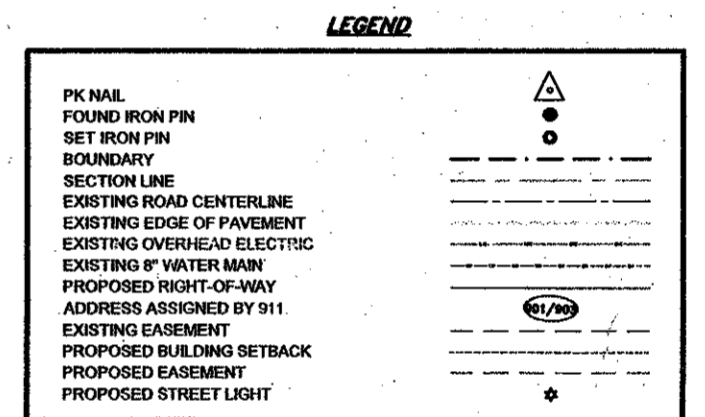 LEGEND
PK NAIL
FOUND IRON PIN
SET IRON PIN
BOUNDARY
SECTION LINE
EXISTING ROAD CENTERLINE
EXISTING EDGE OF PAVEMENT
EXISTING OVERHEAD ELECTRIC
EXISTING 8" WATER MAIN
PROPOSED RIGHT-OF-WAY
ADDRESS ASSIGNED BY 911 901/903
EXISTING EASEMENT
PROPOSED BUILDING SETBACK
PROPOSED EASEMENT
PROPOSED STREET LIGHT